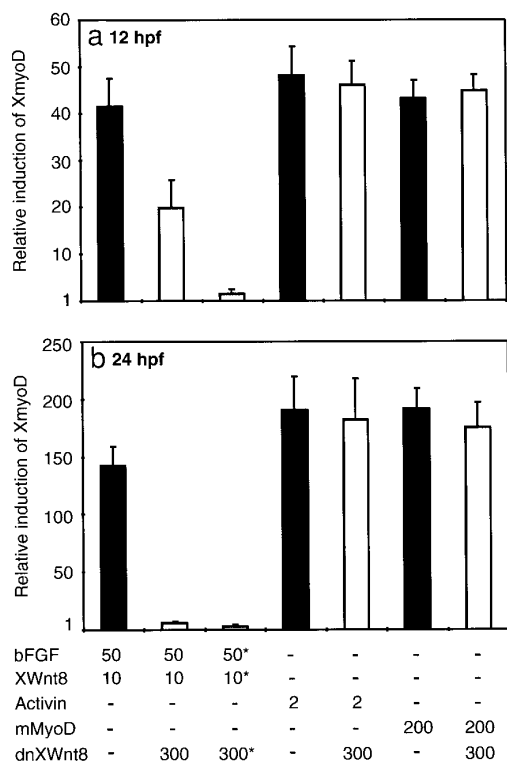 a 12 hpf
Relative induction of XmyoD
60
50
40
30
20
10
1
b 24 hpf
Relative induction of XmyoD
250
200
150
100
50
1
bFGF 50 50 50* - - - -
XWnt8 10 10 10* - - - -
Activin - - - 2 2 - -
mMyoD - - - - - 200 200
dnXWnt8 - 300 300* - 300 - 300